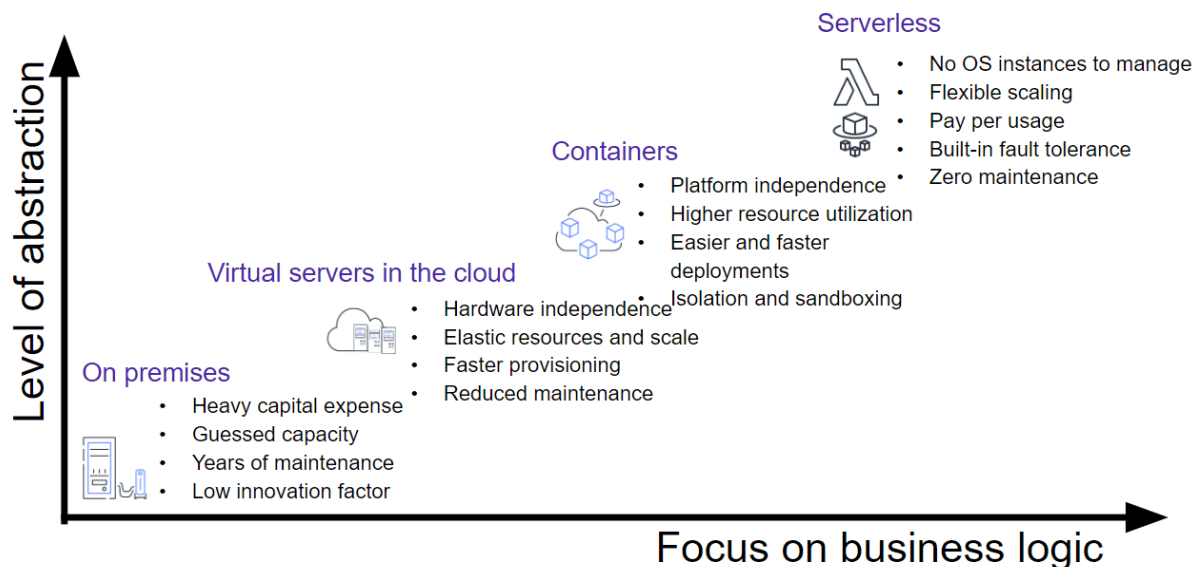 Serverless
• No OS instances to manage
• Flexible scaling
• Pay per usage
• Built-in fault tolerance
• Zero maintenance
Containers
• Platform independence
• Higher resource utilization
• Easier and faster
deployments
• Isolation and sandboxing
Virtual servers in the cloud
• Hardware independence
• Elastic resources and scale
• Faster provisioning
• Reduced maintenance
On premises
• Heavy capital expense
• Guessed capacity
• Years of maintenance
• Low innovation factor
Level of abstraction
Focus on business logic